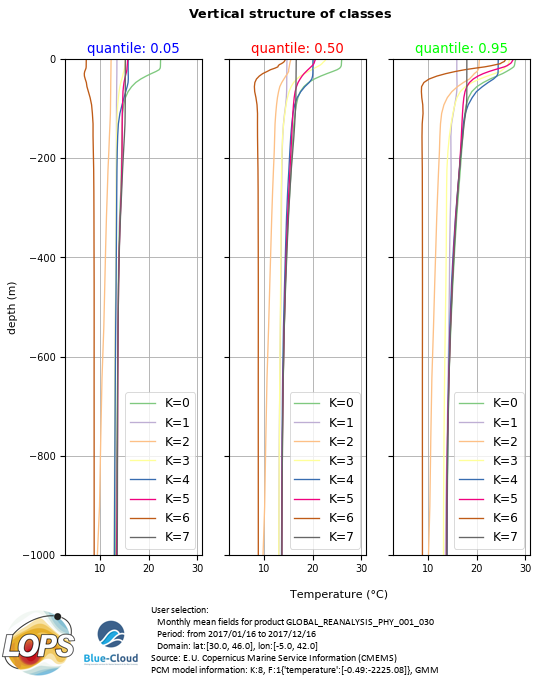 Vertical structure of classes
quantile: 0.05
quantile: 0.50
quantile: 0.95
0
−200
−400
−600
−800
−1000
depth (m)
K=0
K=1
K=2
K=3
K=4
K=5
K=6
K=7
K=0
K=1
K=2
K=3
K=4
K=5
K=6
K=7
K=0
K=1
K=2
K=3
K=4
K=5
K=6
K=7
10 20 30
10 20 30
10 20 30
Temperature (°C)
LOPS
Blue-Cloud
User selection:
Monthly mean fields for product GLOBAL_REANALYSIS_PHY_001_030
Period: from 2017/01/16 to 2017/12/16
Domain: lat:[30.0, 46.0], lon:[-5.0, 42.0]
Source: E.U. Copernicus Marine Service Information (CMEMS)
PCM model information: K:8, F:1{'temperature':[-0.49:-2225.08]}, GMM